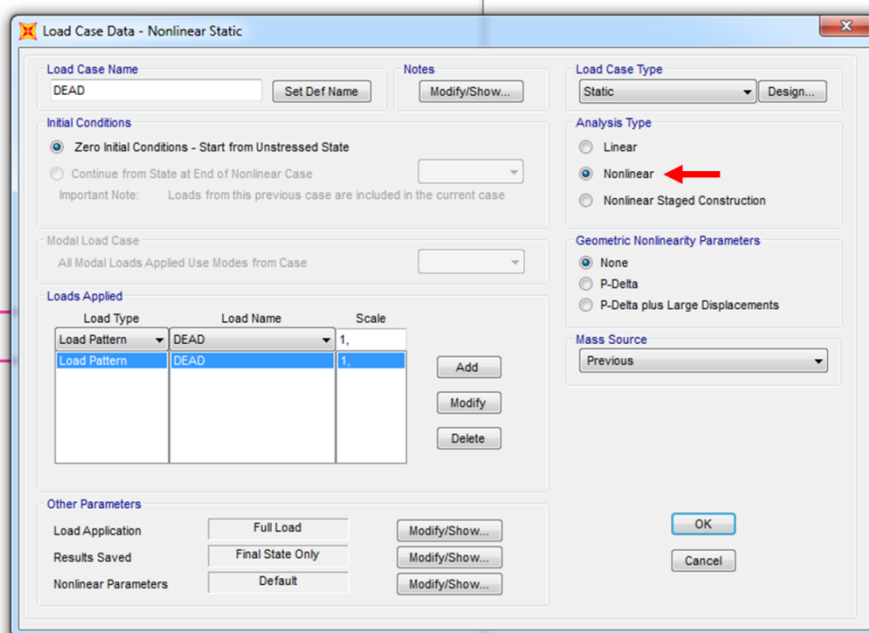 Load Case Data - Nonlinear Static
Load Case Name
DEAD
Set Def Name
Notes
Modify/Show...
Load Case Type
Static
Design...
Initial Conditions
Zero Initial Conditions - Start from Unstressed State
Continue from State at End of Nonlinear Case
Important Note: Loads from this previous case are included in the current case
Analysis Type
Linear
Nonlinear
Nonlinear Staged Construction
Modal Load Case
All Modal Loads Applied Use Modes from Case
Geometric Nonlinearity Parameters
None
P-Delta
P-Delta plus Large Displacements
Loads Applied
Load Type Load Name Scale
Load Pattern DEAD 1,
Load Pattern DEAD 1,
Add
Modify
Delete
Mass Source
Previous
Other Parameters
Load Application Full Load Modify/Show...
Results Saved Final State Only Modify/Show...
Nonlinear Parameters Default Modify/Show...
OK
Cancel